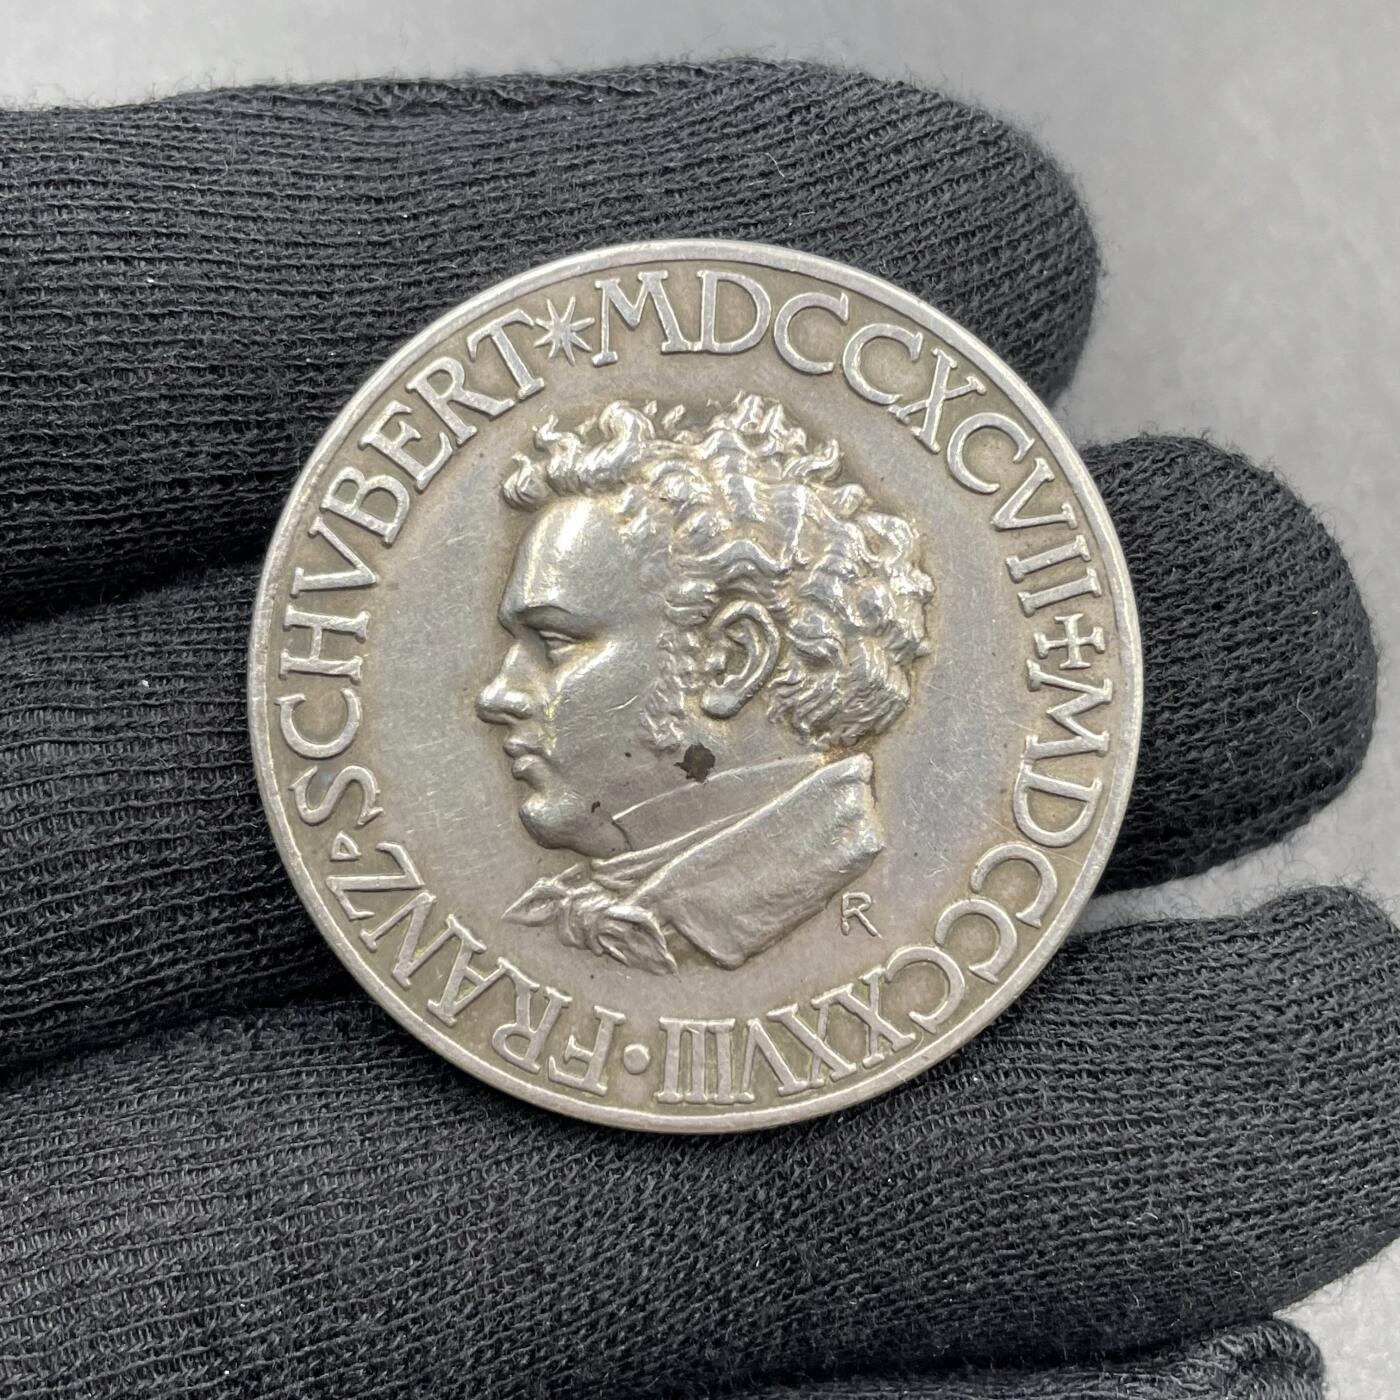 FRANZ SCHVBERT * MDCCXCVII + MDCCCXXVIII ·
R